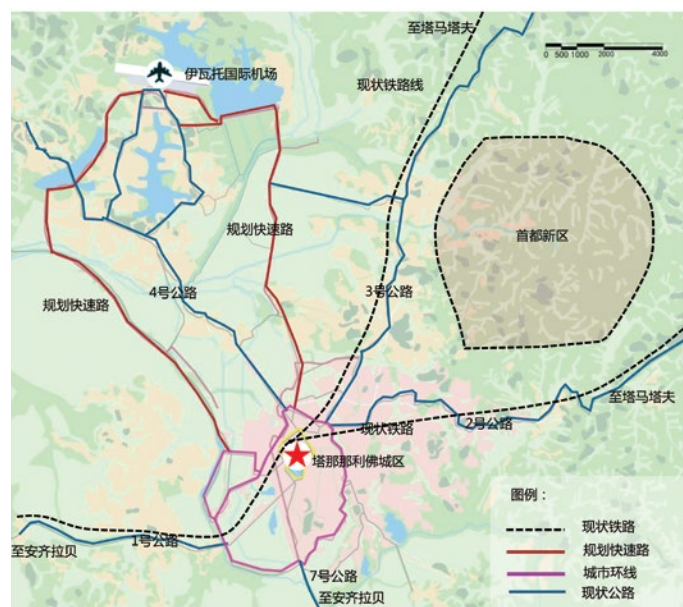 至塔马塔夫
伊瓦托国际机场
0 500 1000 2000 4000
现状铁路线
首都新区
规划快速路
4号公路
3号公路
规划快速路
至塔马塔夫
2号公路
现状铁路
塔那那利佛城区
图例：
现状铁路
规划快速路
城市环线
现状公路
1号公路
至安齐拉贝
7号公路
至安齐拉贝